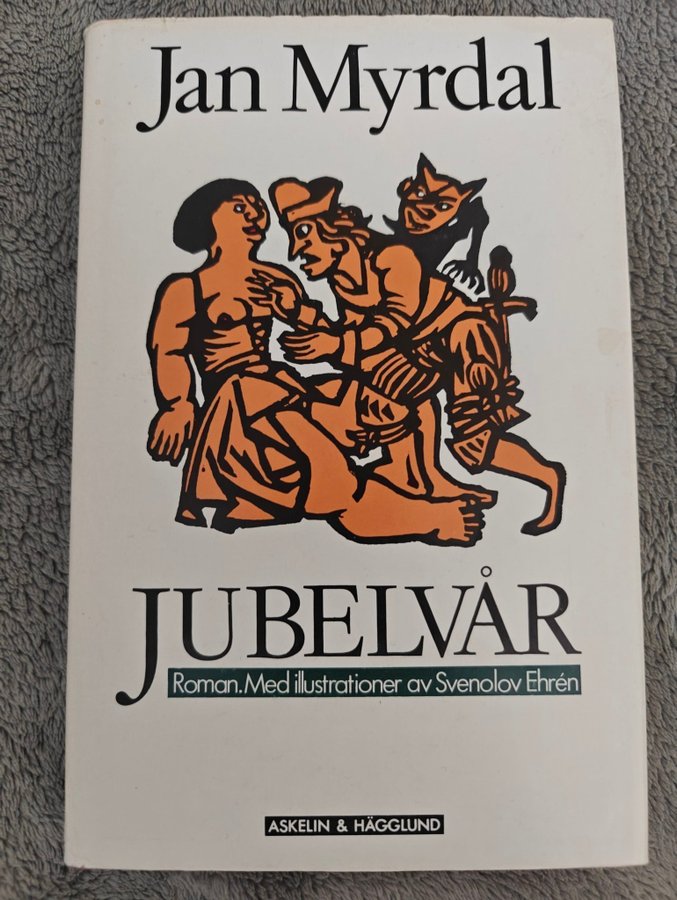 Jan Myrdal
JUBELVÅR
Roman. Med illustrationer av Svenolov Ehrén
ASKELIN & HÄGGLUND